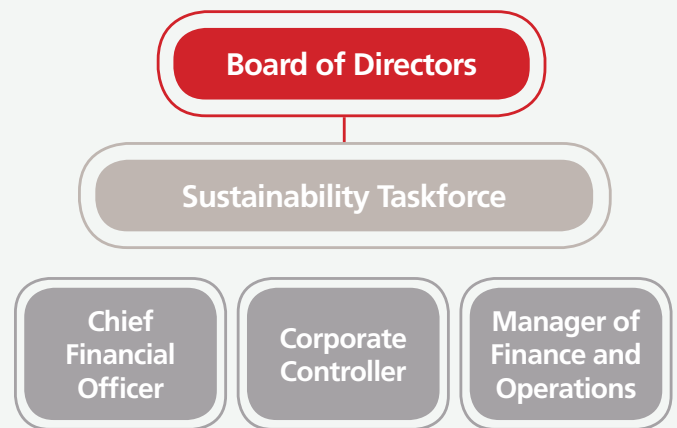 Board of Directors
Sustainability Taskforce
Chief
Financial
Officer
Corporate
Controller
Manager of
Finance and
Operations